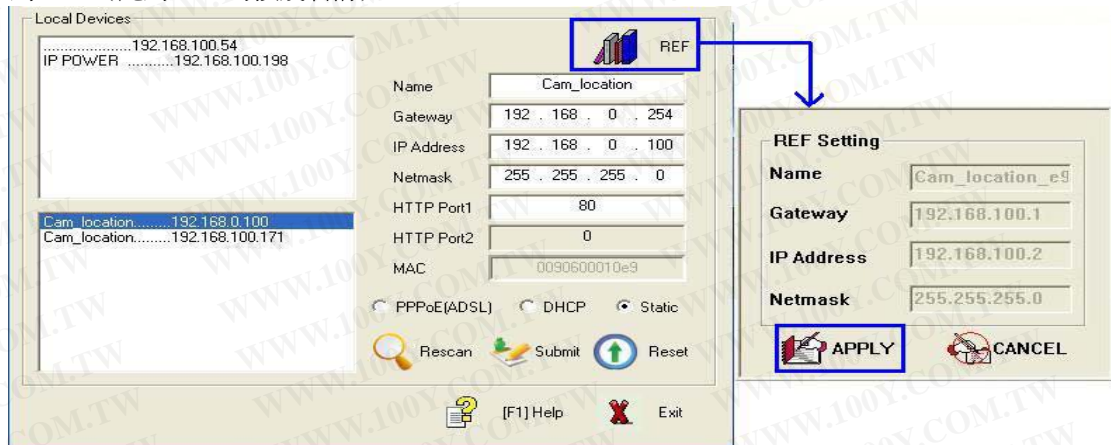 Local Devices
....................192.168.100.54
IP POWER ...........192.168.100.198
REF
Name Cam_location
Gateway 192 . 168 . 0 . 254
IP Address 192 . 168 . 0 . 100
Netmask 255 . 255 . 255 . 0
HTTP Port1 80
Cam_location.........192.168.0.100
Cam_location.........192.168.100.171
HTTP Port2 0
MAC 0090600010e9
PPPoE(ADSL) DHCP Static
Rescan Submit Reset
[F1] Help Exit
REF Setting
Name Cam_location_e9
Gateway 192.168.100.1
IP Address 192.168.100.2
Netmask 255.255.255.0
APPLY CANCEL
WWW.100Y.COM.TW